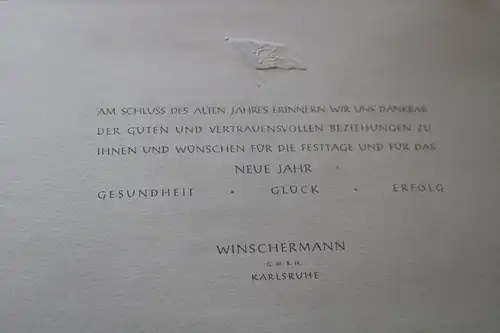 AM SCHLUSS DES ALTEN JAHRES ERINNERN WIR UNS DANKBAR
DER GUTEN UND VERTRAUENSVOLLEN BEZIEHUNGEN ZU
IHNEN UND WÜNSCHEN FÜR DIE FESTTAGE UND FÜR DAS
NEUE JAHR
GESUNDHEIT • GLÜCK • ERFOLG
WINSCHERMANN
G.M.B.H.
KARLSRUHE